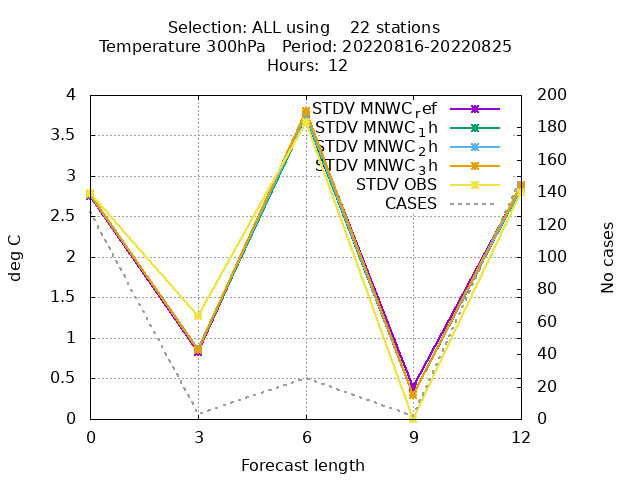 Selection: ALL using 22 stations
Temperature 300hPa Period: 20220816-20220825
Hours: 12
STDV MNWC_ref
STDV MNWC_1h
STDV MNWC_2h
STDV MNWC_3h
STDV OBS
CASES
4
3.5
3
2.5
2
1.5
1
0.5
0
deg C
200
180
160
140
120
100
80
60
40
20
0
No cases
0 3 6 9 12
Forecast length